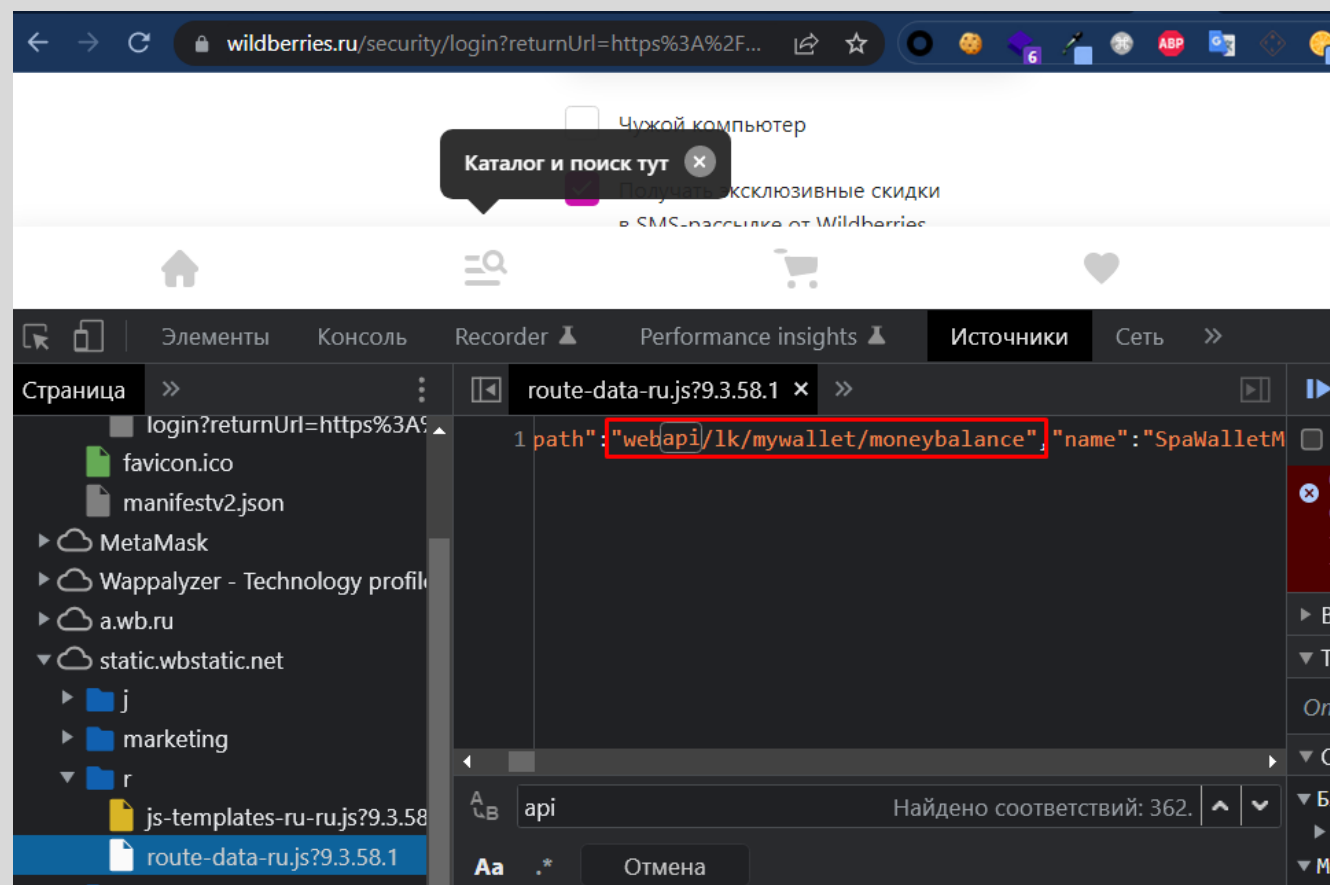 wildberries.ru/security/login?returnUrl=https%3A%2F...
6
ABP
Чужой компьютер
Каталог и поиск тут
Получать эксклюзивные скидки
в SMS-рассылке от Wildberries
Элементы Консоль Recorder Performance insights Источники Сеть »
Страница » route-data-ru.js?9.3.58.1 × »
login?returnUrl=https%3A%
1 path":"webapi/lk/mywallet/moneybalance","name":"SpaWalletM
favicon.ico
manifestv2.json
MetaMask
Wappalyzer - Technology profil
a.wb.ru
static.wbstatic.net
j
marketing
r
js-templates-ru-ru.js?9.3.58
route-data-ru.js?9.3.58.1
api Найдено соответствий: 362.
Aa .* Отмена